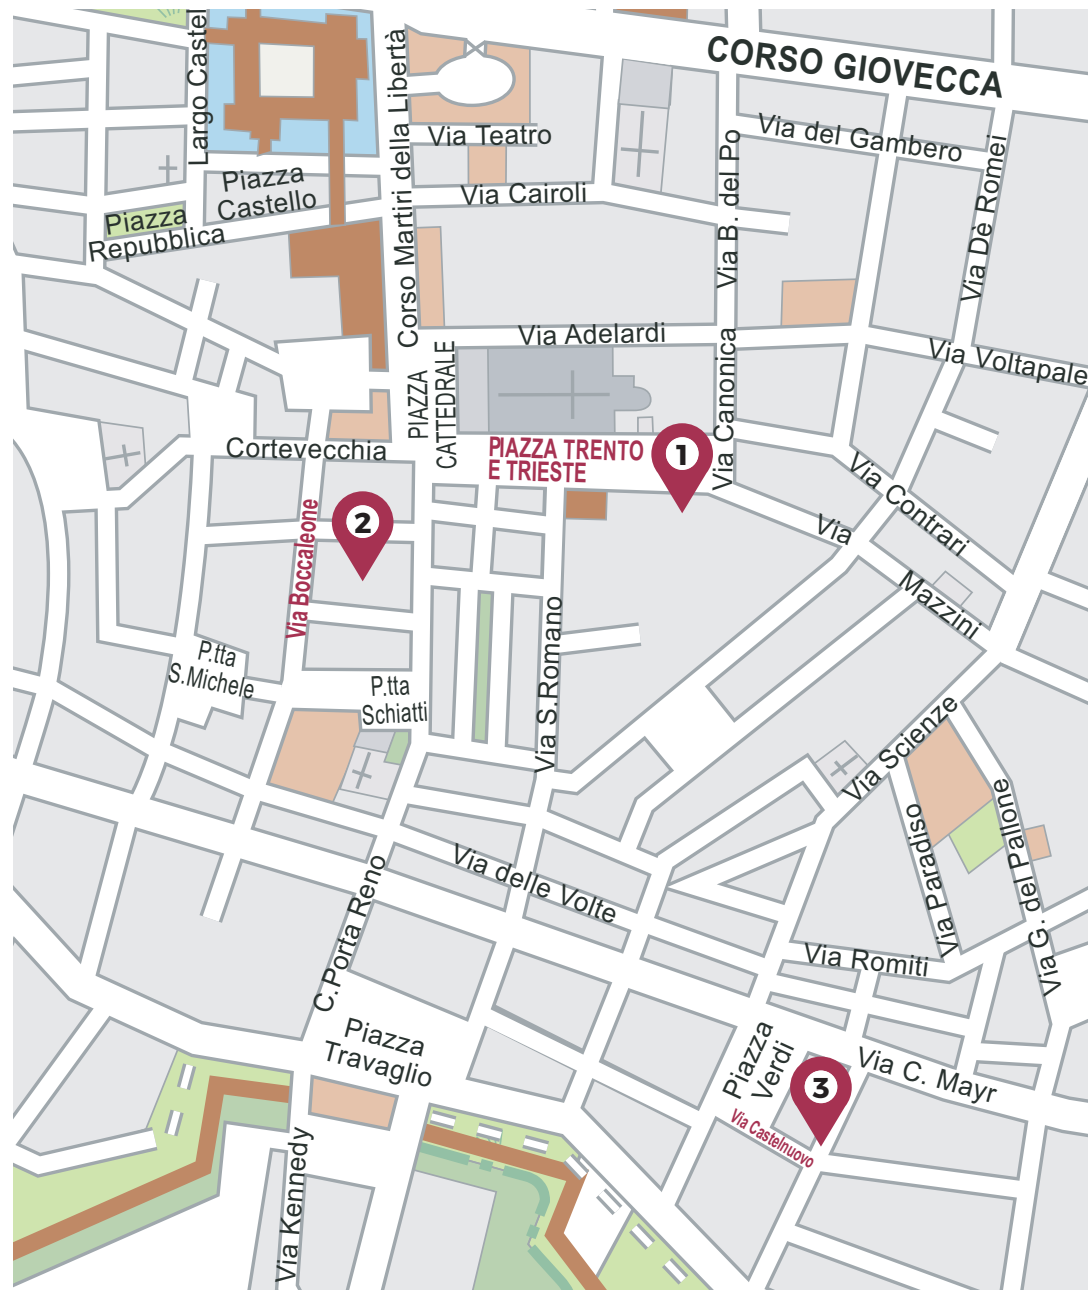 CORSO GIOVECCA
Largo Castel
Corso Martiri della Libertà
Via Teatro
Via del Gambero
Via B. del Po
Via Dè Romei
Piazza
Castello
Via Cairoli
Piazza
Repubblica
Via Adelardi
Via Voltapale
PIAZZA
CATTEDRALE
Via Canonica
Cortevecchia
PIAZZA TRENTO
E TRIESTE
1
Via Contrari
2
Via Boccaleone
Via
Mazzini
Via S.Romano
P.tta
S.Michele
P.tta
Schiatti
Via Scienze
Via Paradiso
Via G. del Pallone
Via delle Volte
C.Porta Reno
Via Romiti
Piazza
Travaglio
Piazza
Verdi
Via C. Mayr
3
Via Castelnuovo
Via Kennedy